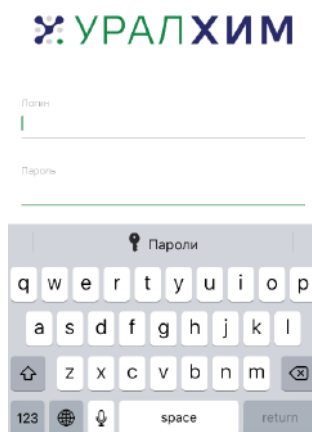 УРАЛХИМ
Логин
Пароль
Пароли
q w e r t y u i o p
a s d f g h j k l
z x c v b n m
123 space return